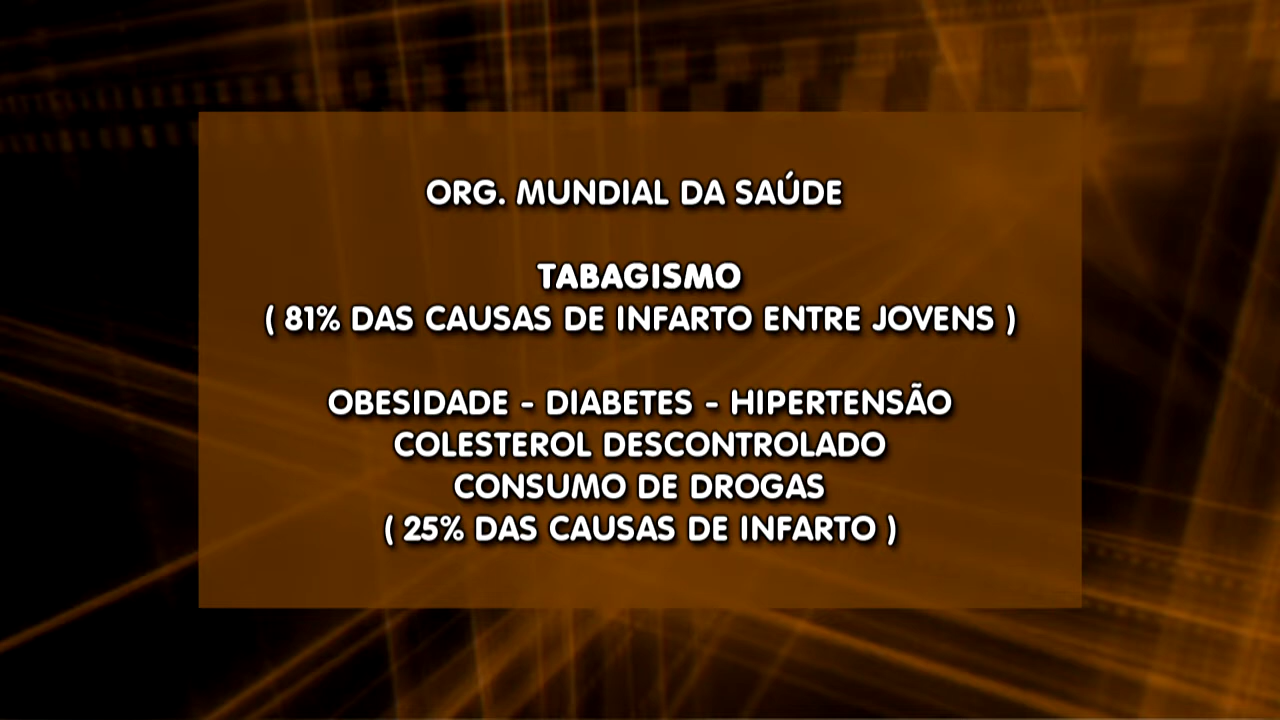 ORG. MUNDIAL DA SAÚDE
TABAGISMO
( 81% DAS CAUSAS DE INFARTO ENTRE JOVENS )
OBESIDADE - DIABETES - HIPERTENSÃO
COLESTEROL DESCONTROLADO
CONSUMO DE DROGAS
( 25% DAS CAUSAS DE INFARTO )